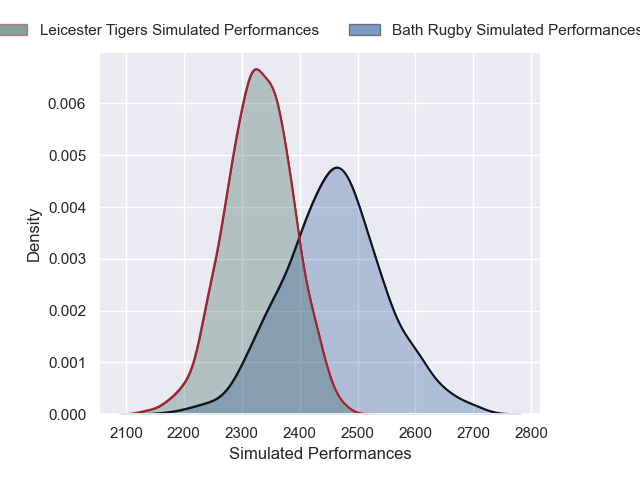 Leicester Tigers Simulated Performances Bath Rugby Simulated Performances
0.006
0.005
0.004
0.003
0.002
0.001
0.000
Density
2100 2200 2300 2400 2500 2600 2700 2800
Simulated Performances